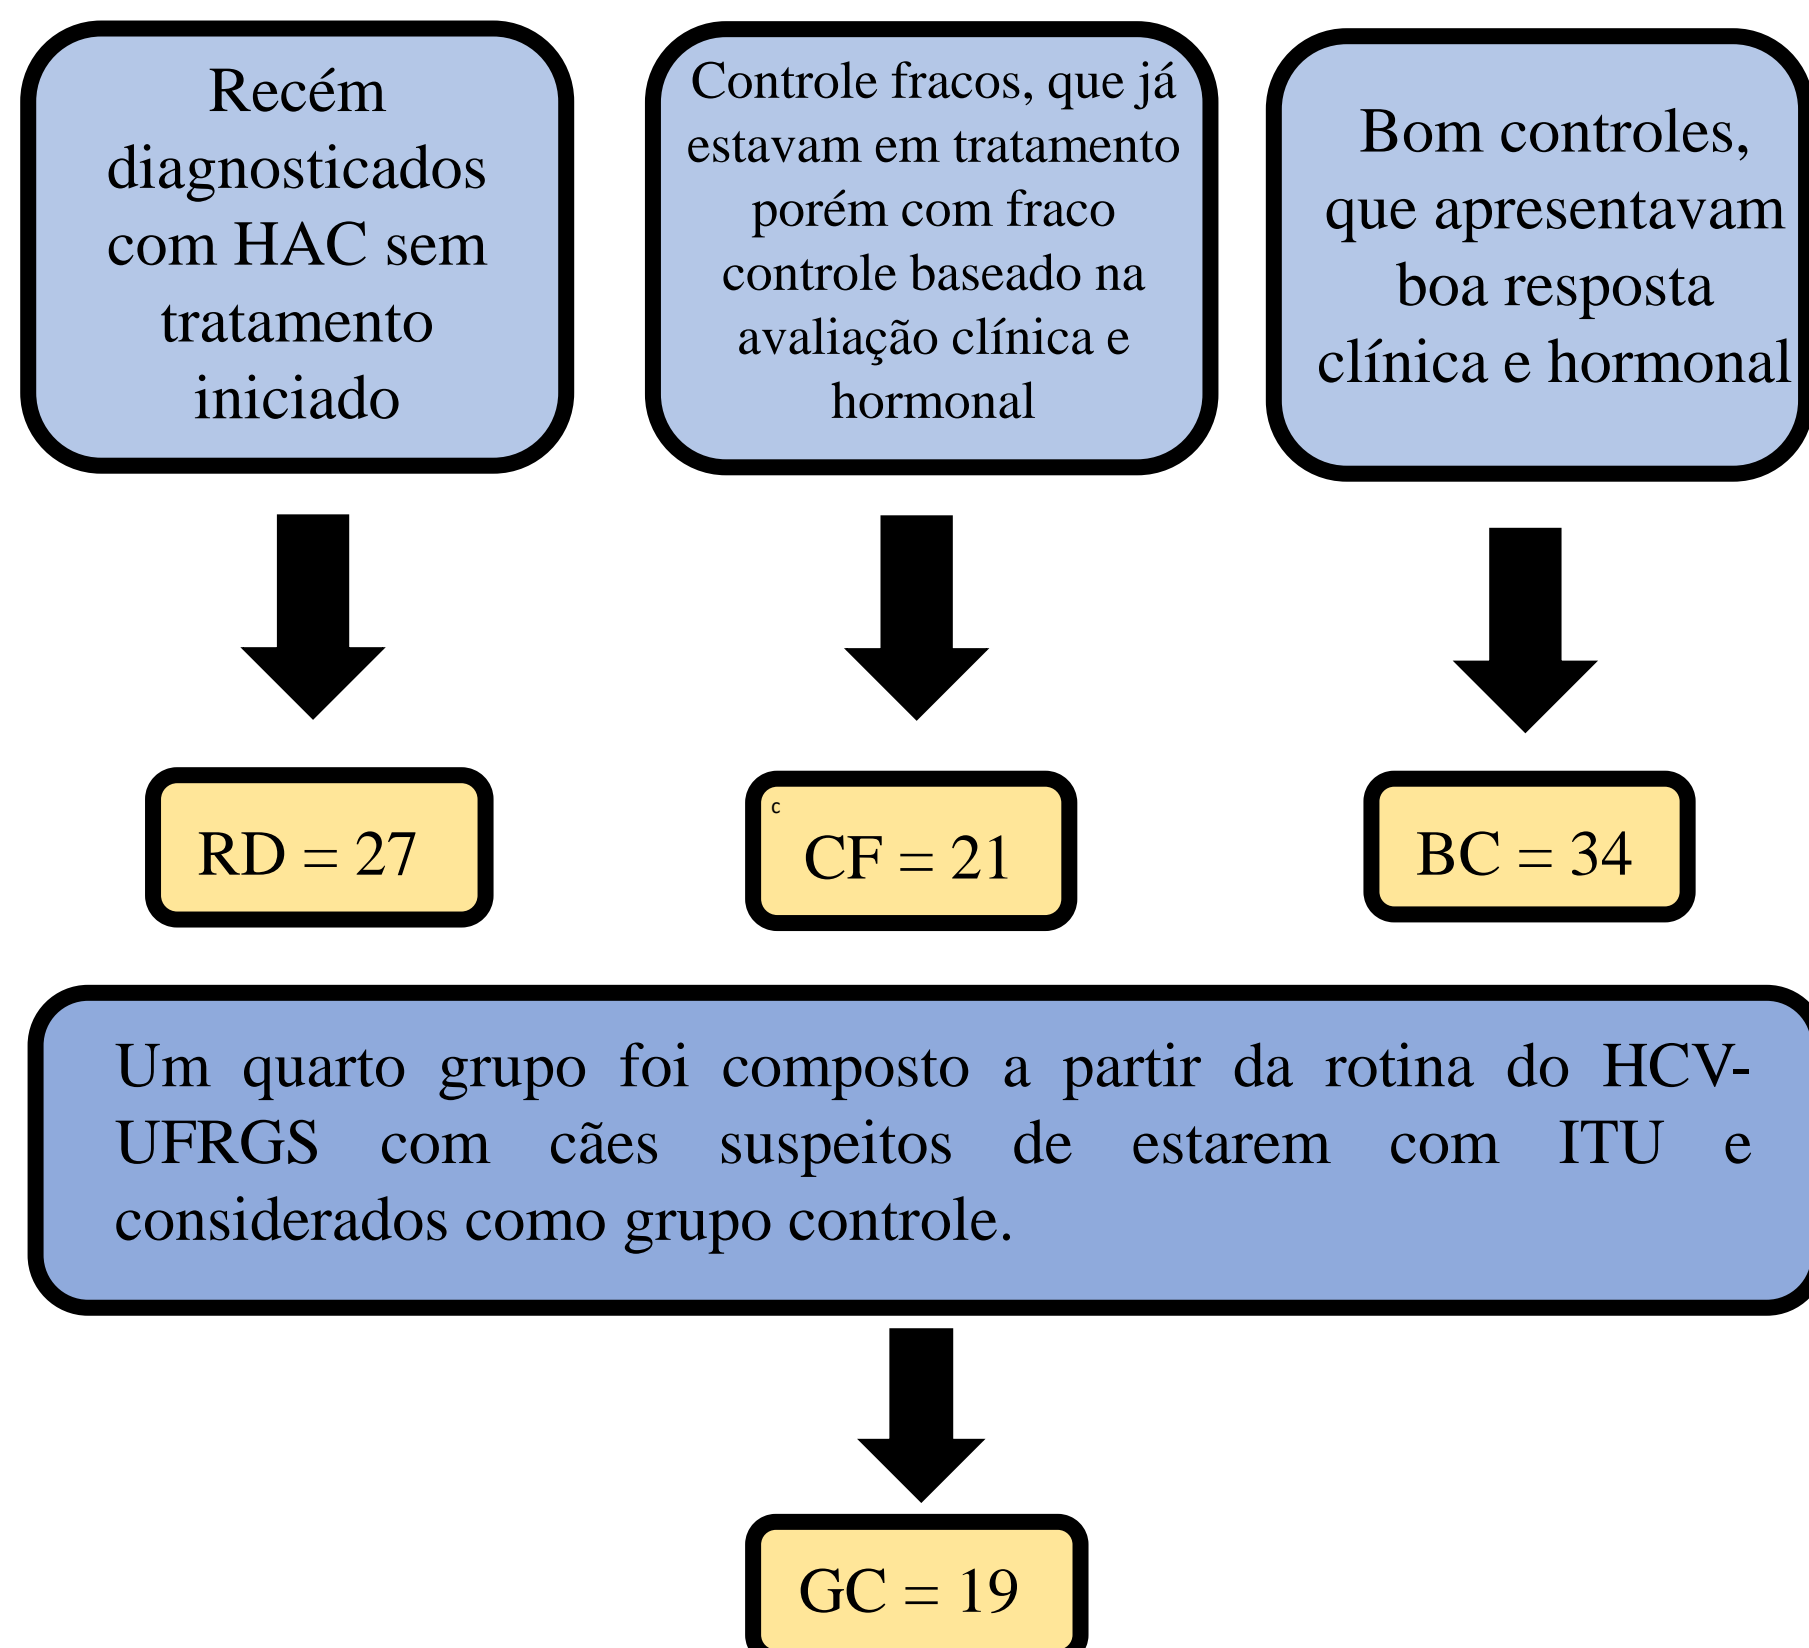 Recém
diagnosticados
com HAC sem
tratamento
iniciado
Controle fracos, que já
estavam em tratamento
porém com fraco
controle baseado na
avaliação clínica e
hormonal
Bom controles,
que apresentavam
boa resposta
clínica e hormonal
RD = 27
c
CF = 21
BC = 34
Um quarto grupo foi composto a partir da rotina do HCV-
UFRGS com cães suspeitos de estarem com ITU e
considerados como grupo controle.
GC = 19